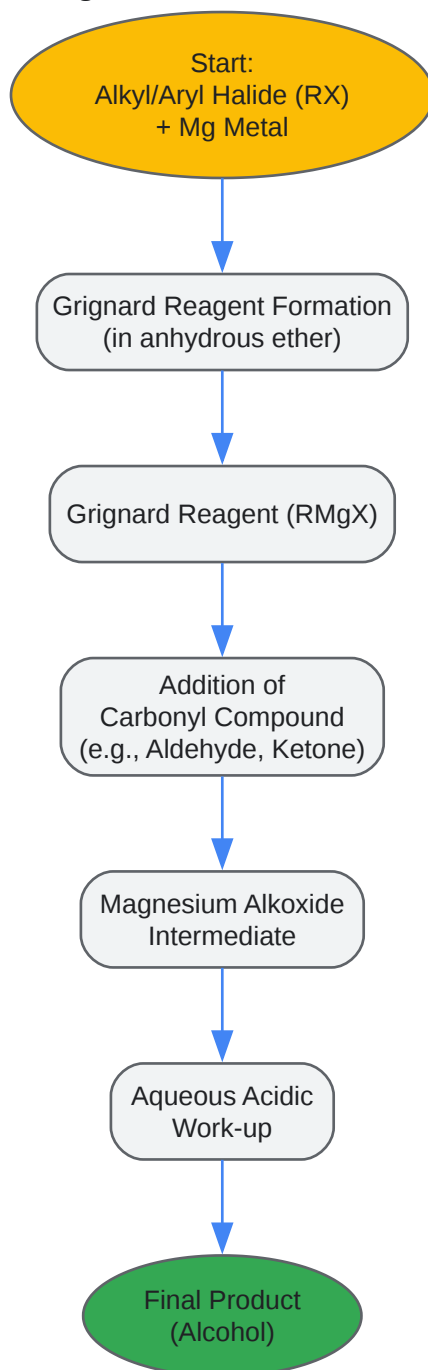 Start:
Alkyl/Aryl Halide (RX)
+ Mg Metal
Grignard Reagent Formation
(in anhydrous ether)
Grignard Reagent (RMgX)
Addition of
Carbonyl Compound
(e.g., Aldehyde, Ketone)
Magnesium Alkoxide
Intermediate
Aqueous Acidic
Work-up
Final Product
(Alcohol)